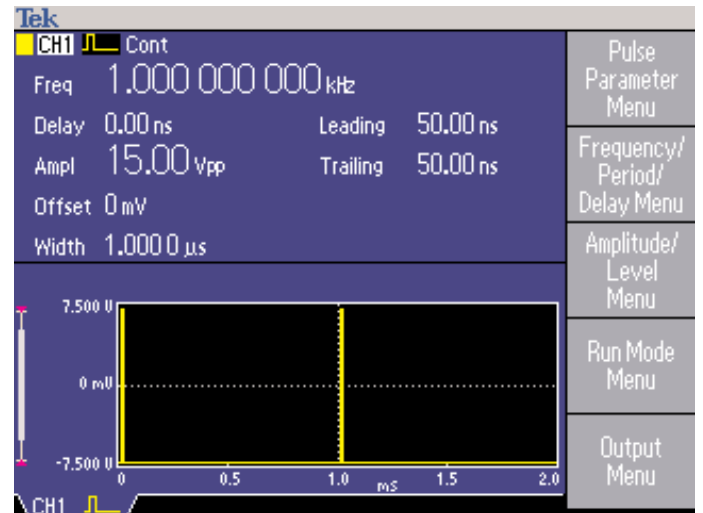 Tek
CH1 Cont
Freq 1.000 000 000 kHz
Delay 0.00 ns Leading 50.00 ns
Ampl 15.00 Vpp Trailing 50.00 ns
Offset 0 mV
Width 1.000 0 µs
7.500 V
0 mV
-7.500 V
0 0.5 1.0 ms 1.5 2.0
CH1
Pulse
Parameter
Menu
Frequency/
Period/
Delay Menu
Amplitude/
Level
Menu
Run Mode
Menu
Output
Menu